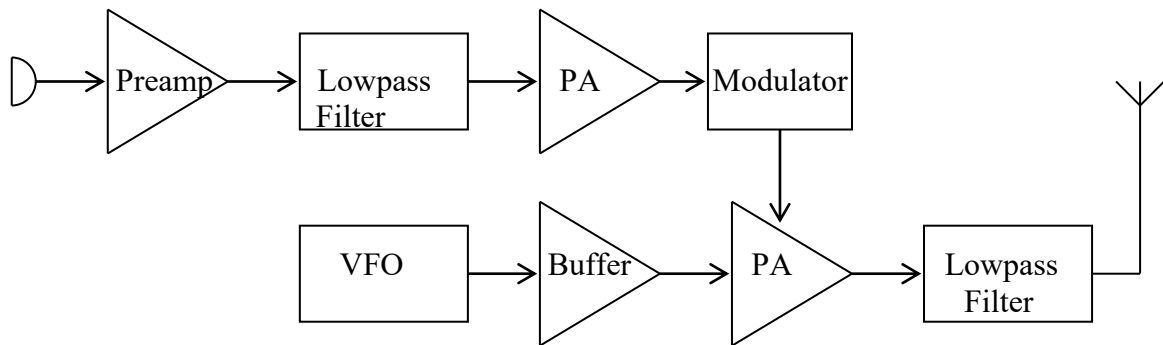 Preamp
Lowpass
Filter
PA
Modulator
VFO
Buffer
PA
Lowpass
Filter